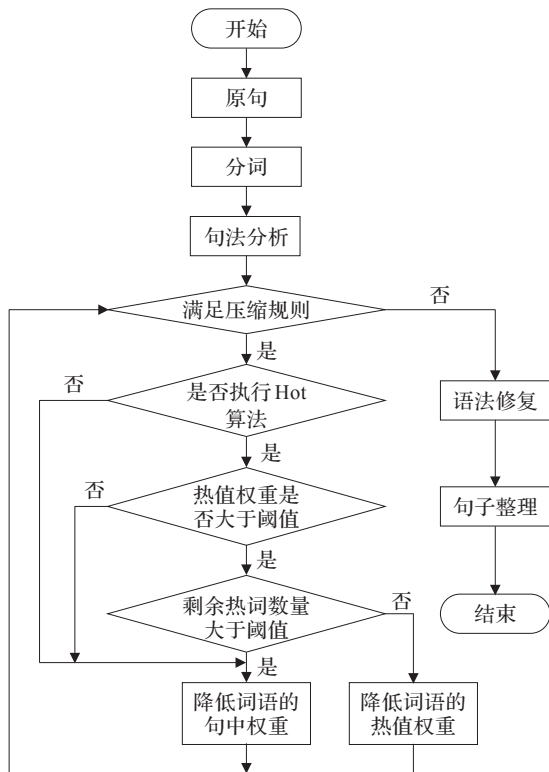 开始
原句
分词
句法分析
满足压缩规则
否
是
否
是否执行Hot
算法
语法修复
是
否
热值权重是
否大于阈值
句子整理
是
剩余热词数量
大于阈值
否
结束
是
降低词语的
句中权重
降低词语的
热值权重